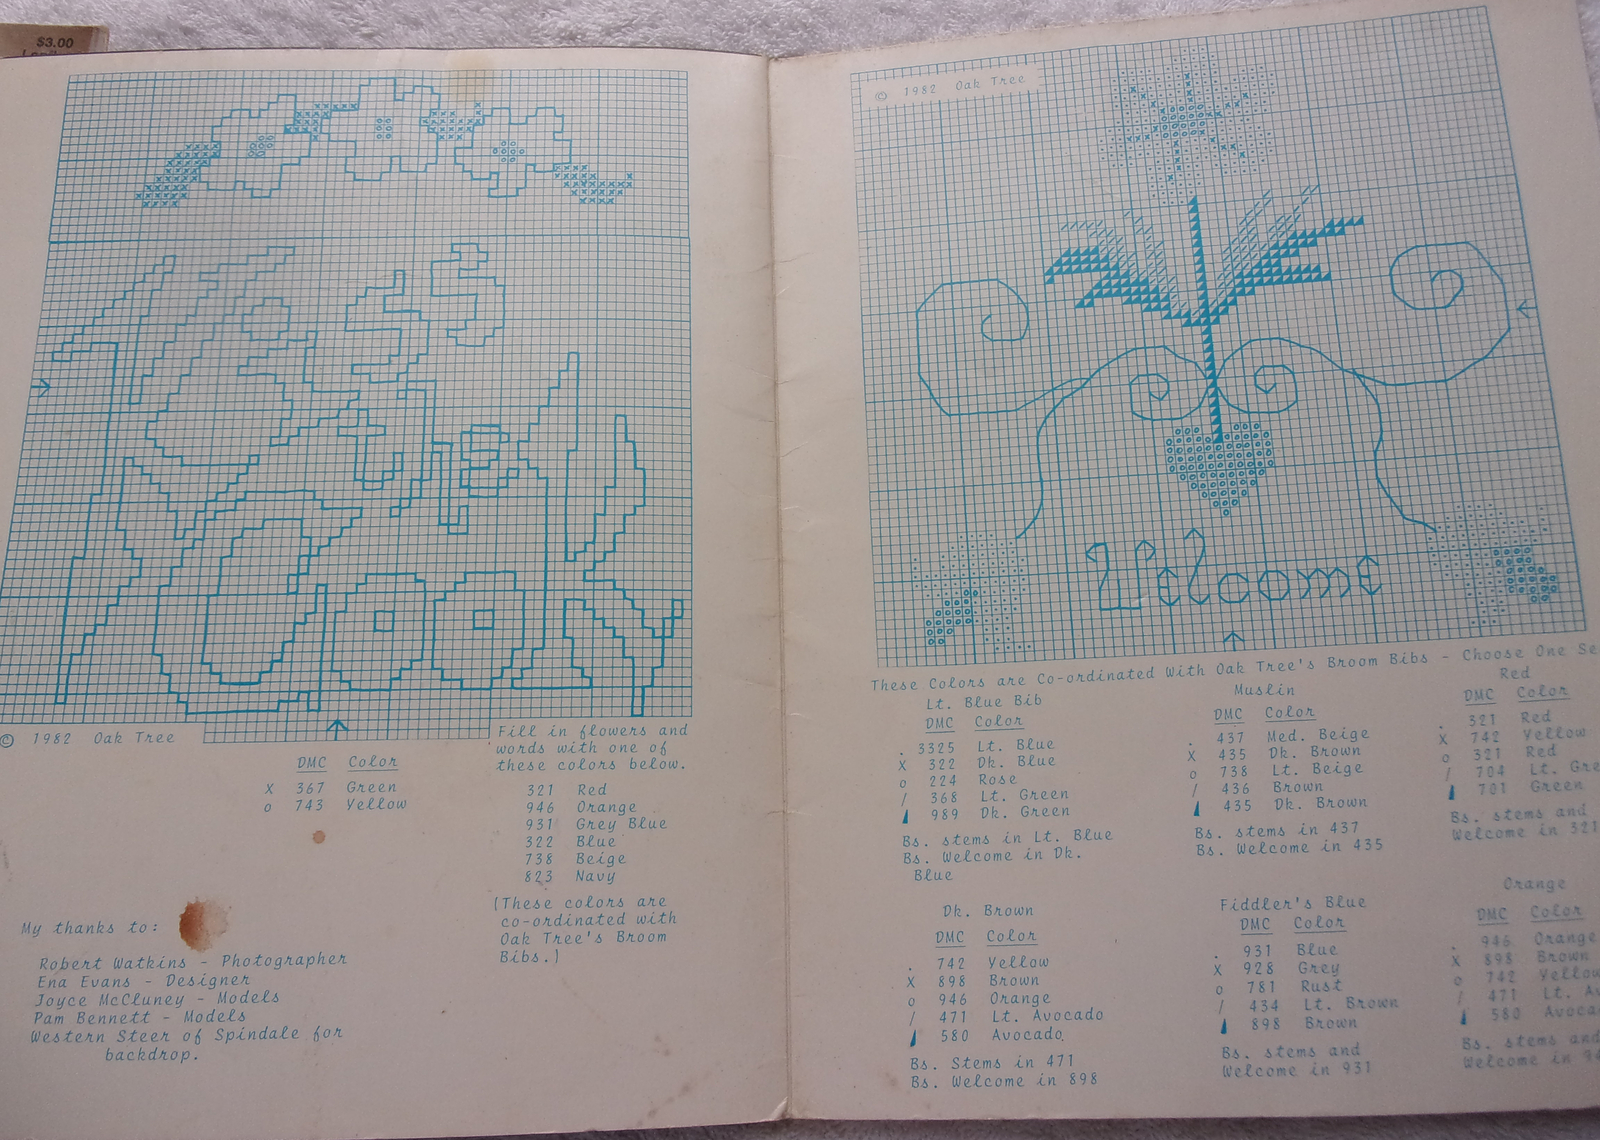 $3.00
© 1982 Oak Tree
DMC Color
X 367 Green
o 743 Yellow
Fill in flowers and
words with one of
these colors below.
321 Red
946 Orange
931 Grey Blue
322 Blue
738 Beige
823 Navy
(These colors are
co-ordinated with
Oak Tree's Broom
Bibs.)
My thanks to:
Robert Watkins - Photographer
Ena Evans - Designer
Joyce McCluney - Models
Pam Bennett - Models
Western Steer of Spindale for
backdrop.
© 1982 Oak Tree
Welcome
These Colors are Co-ordinated With Oak Tree's Broom Bibs - Choose One
Lt. Blue Bib
DMC Color
. 3325 Lt. Blue
X 322 Dk. Blue
o 224 Rose
/ 368 Lt. Green
989 Dk. Green
Bs. stems in Lt. Blue
Bs. Welcome in Dk.
Blue
Muslin
DMC Color
. 437 Med. Beige
X 435 Dk. Brown
o 738 Lt. Beige
/ 436 Brown
435 Dk. Brown
Bs. stems in 437
Bs. Welcome in 435
Red
DMC Color
. 321 Red
X 742 Yellow
o 321 Red
/ 704 Lt.
701 Green
Bs. stems and
Welcome in 321
Dk. Brown
DMC Color
. 742 Yellow
X 898 Brown
o 946 Orange
/ 471 Lt. Avocado
580 Avocado
Bs. Stems in 471
Bs. Welcome in 898
Fiddler's Blue
DMC Color
. 931 Blue
X 928 Grey
o 781 Rust
/ 434 Lt. Brown
898 Brown
Bs. stems and
Welcome in 931
Orange
DMC Color
. 946 Orange
X 898 Brown
o 742 Yellow
/ 471 Lt.
580
Bs. stems and
Welcome in